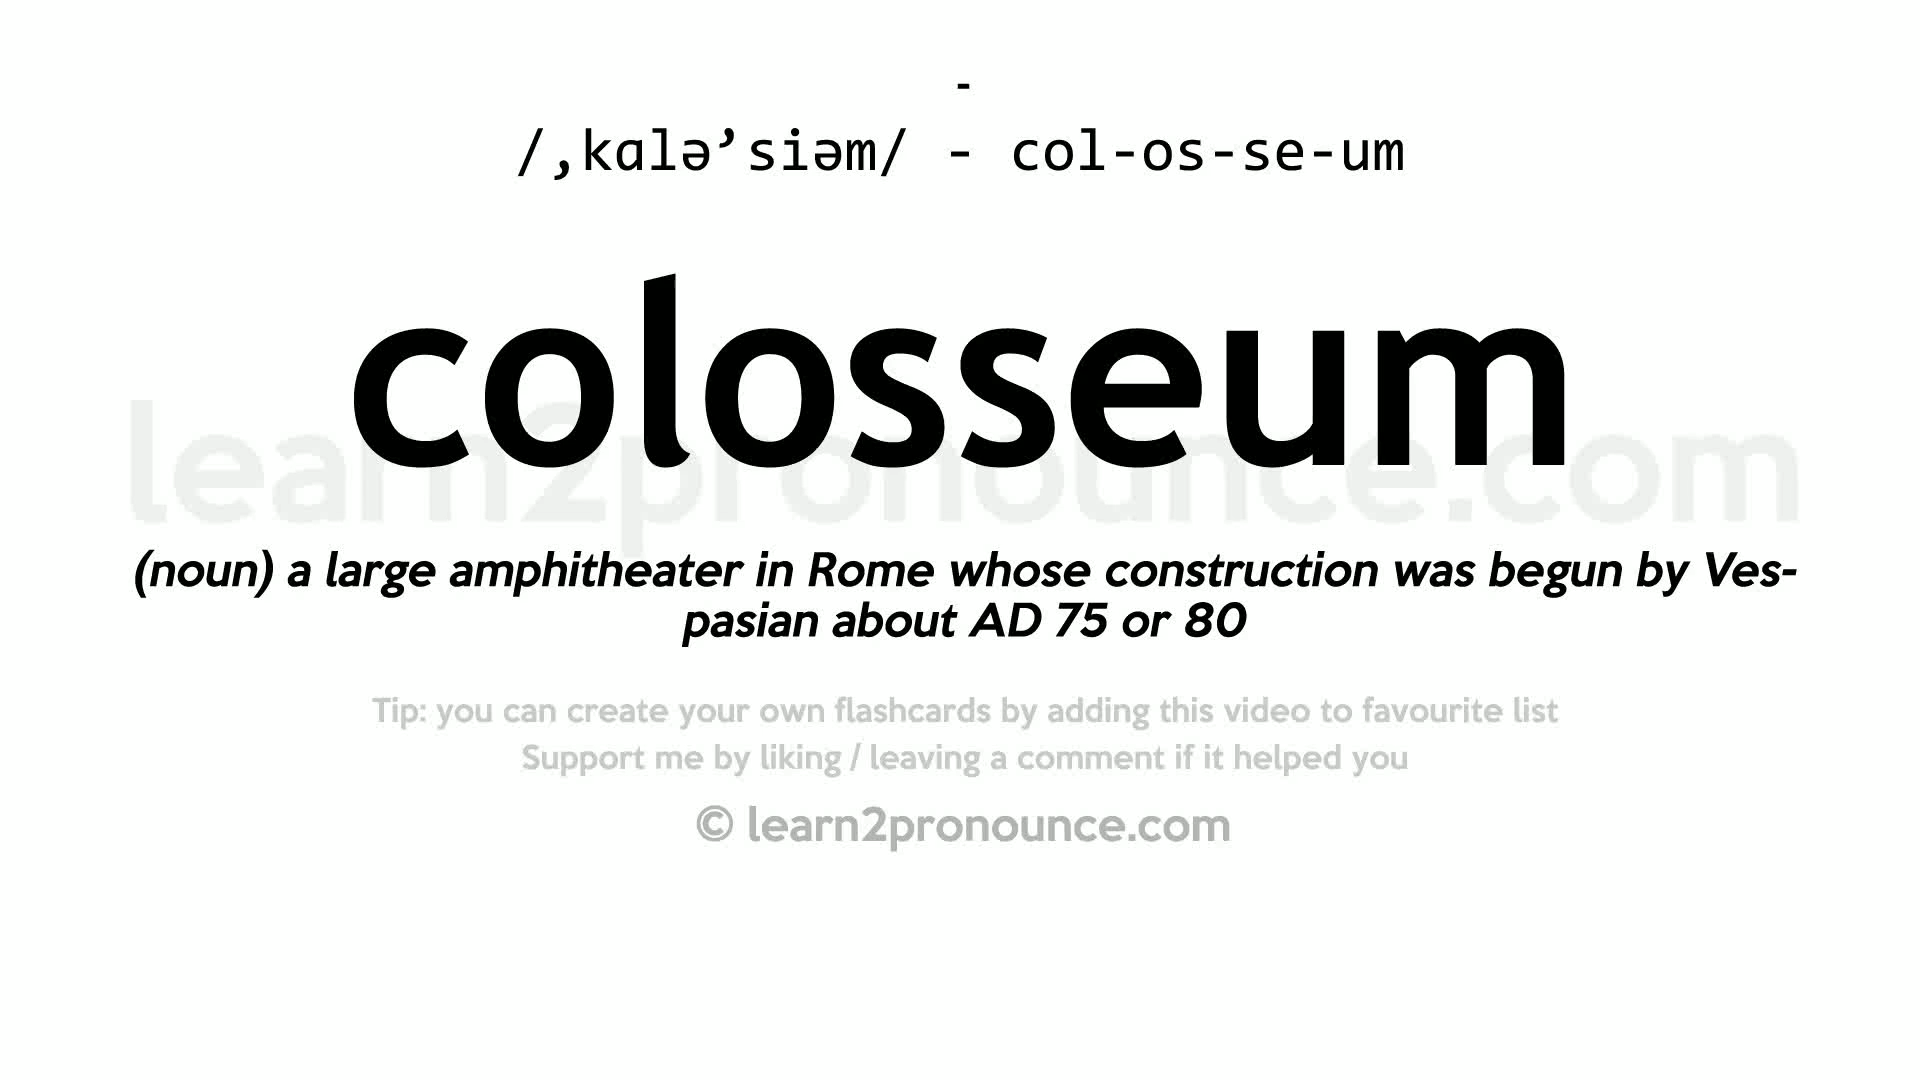 -
/ˌkɑləˈsiəm/ - col-os-se-um
colosseum
learn2pronounce.com
(noun) a large amphitheater in Rome whose construction was begun by Ves-
pasian about AD 75 or 80
Tip: you can create your own flashcards by adding this video to favourite list
Support me by liking / leaving a comment if it helped you
© learn2pronounce.com